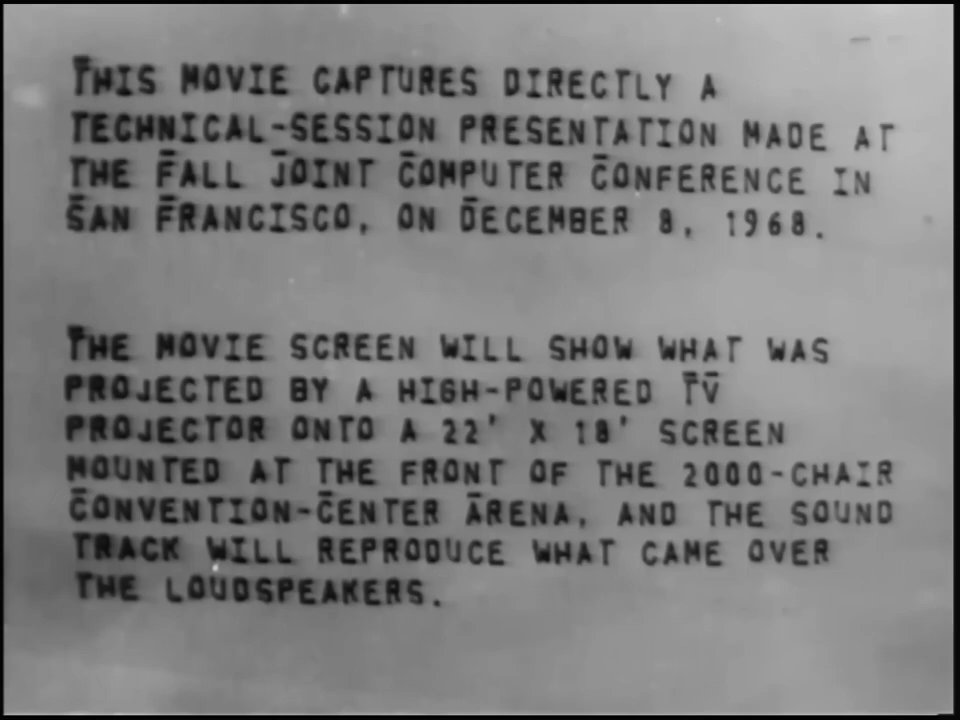 THIS MOVIE CAPTURES DIRECTLY A
TECHNICAL-SESSION PRESENTATION MADE AT
THE FALL JOINT COMPUTER CONFERENCE IN
SAN FRANCISCO, ON DECEMBER 8, 1968.
THE MOVIE SCREEN WILL SHOW WHAT WAS
PROJECTED BY A HIGH-POWERED TV
PROJECTOR ONTO A 22' X 18' SCREEN
MOUNTED AT THE FRONT OF THE 2000-CHAIR
CONVENTION-CENTER ARENA, AND THE SOUND
TRACK WILL REPRODUCE WHAT CAME OVER
THE LOUDSPEAKERS.